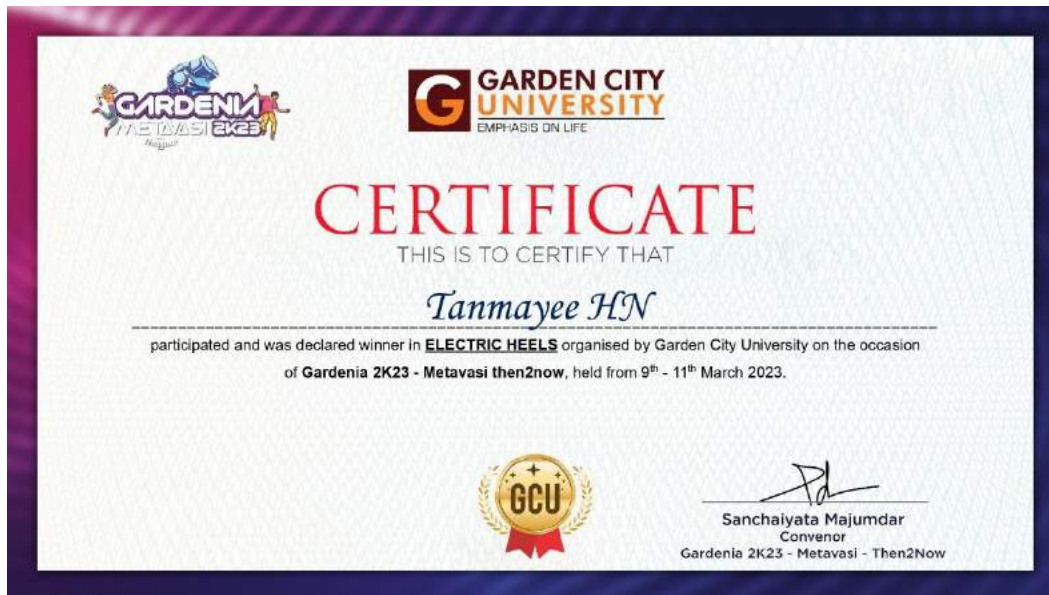 GARDENIA
METAVASI 2K23
GARDEN CITY
UNIVERSITY
EMPHASIS ON LIFE
CERTIFICATE
THIS IS TO CERTIFY THAT
Tanmayee HN
participated and was declared winner in ELECTRIC HEELS organised by Garden City University on the occasion
of Gardenia 2K23 - Metavasi then2now, held from 9th - 11th March 2023.
GCU
Sanchaiyata Majumdar
Convenor
Gardenia 2K23 - Metavasi - Then2Now